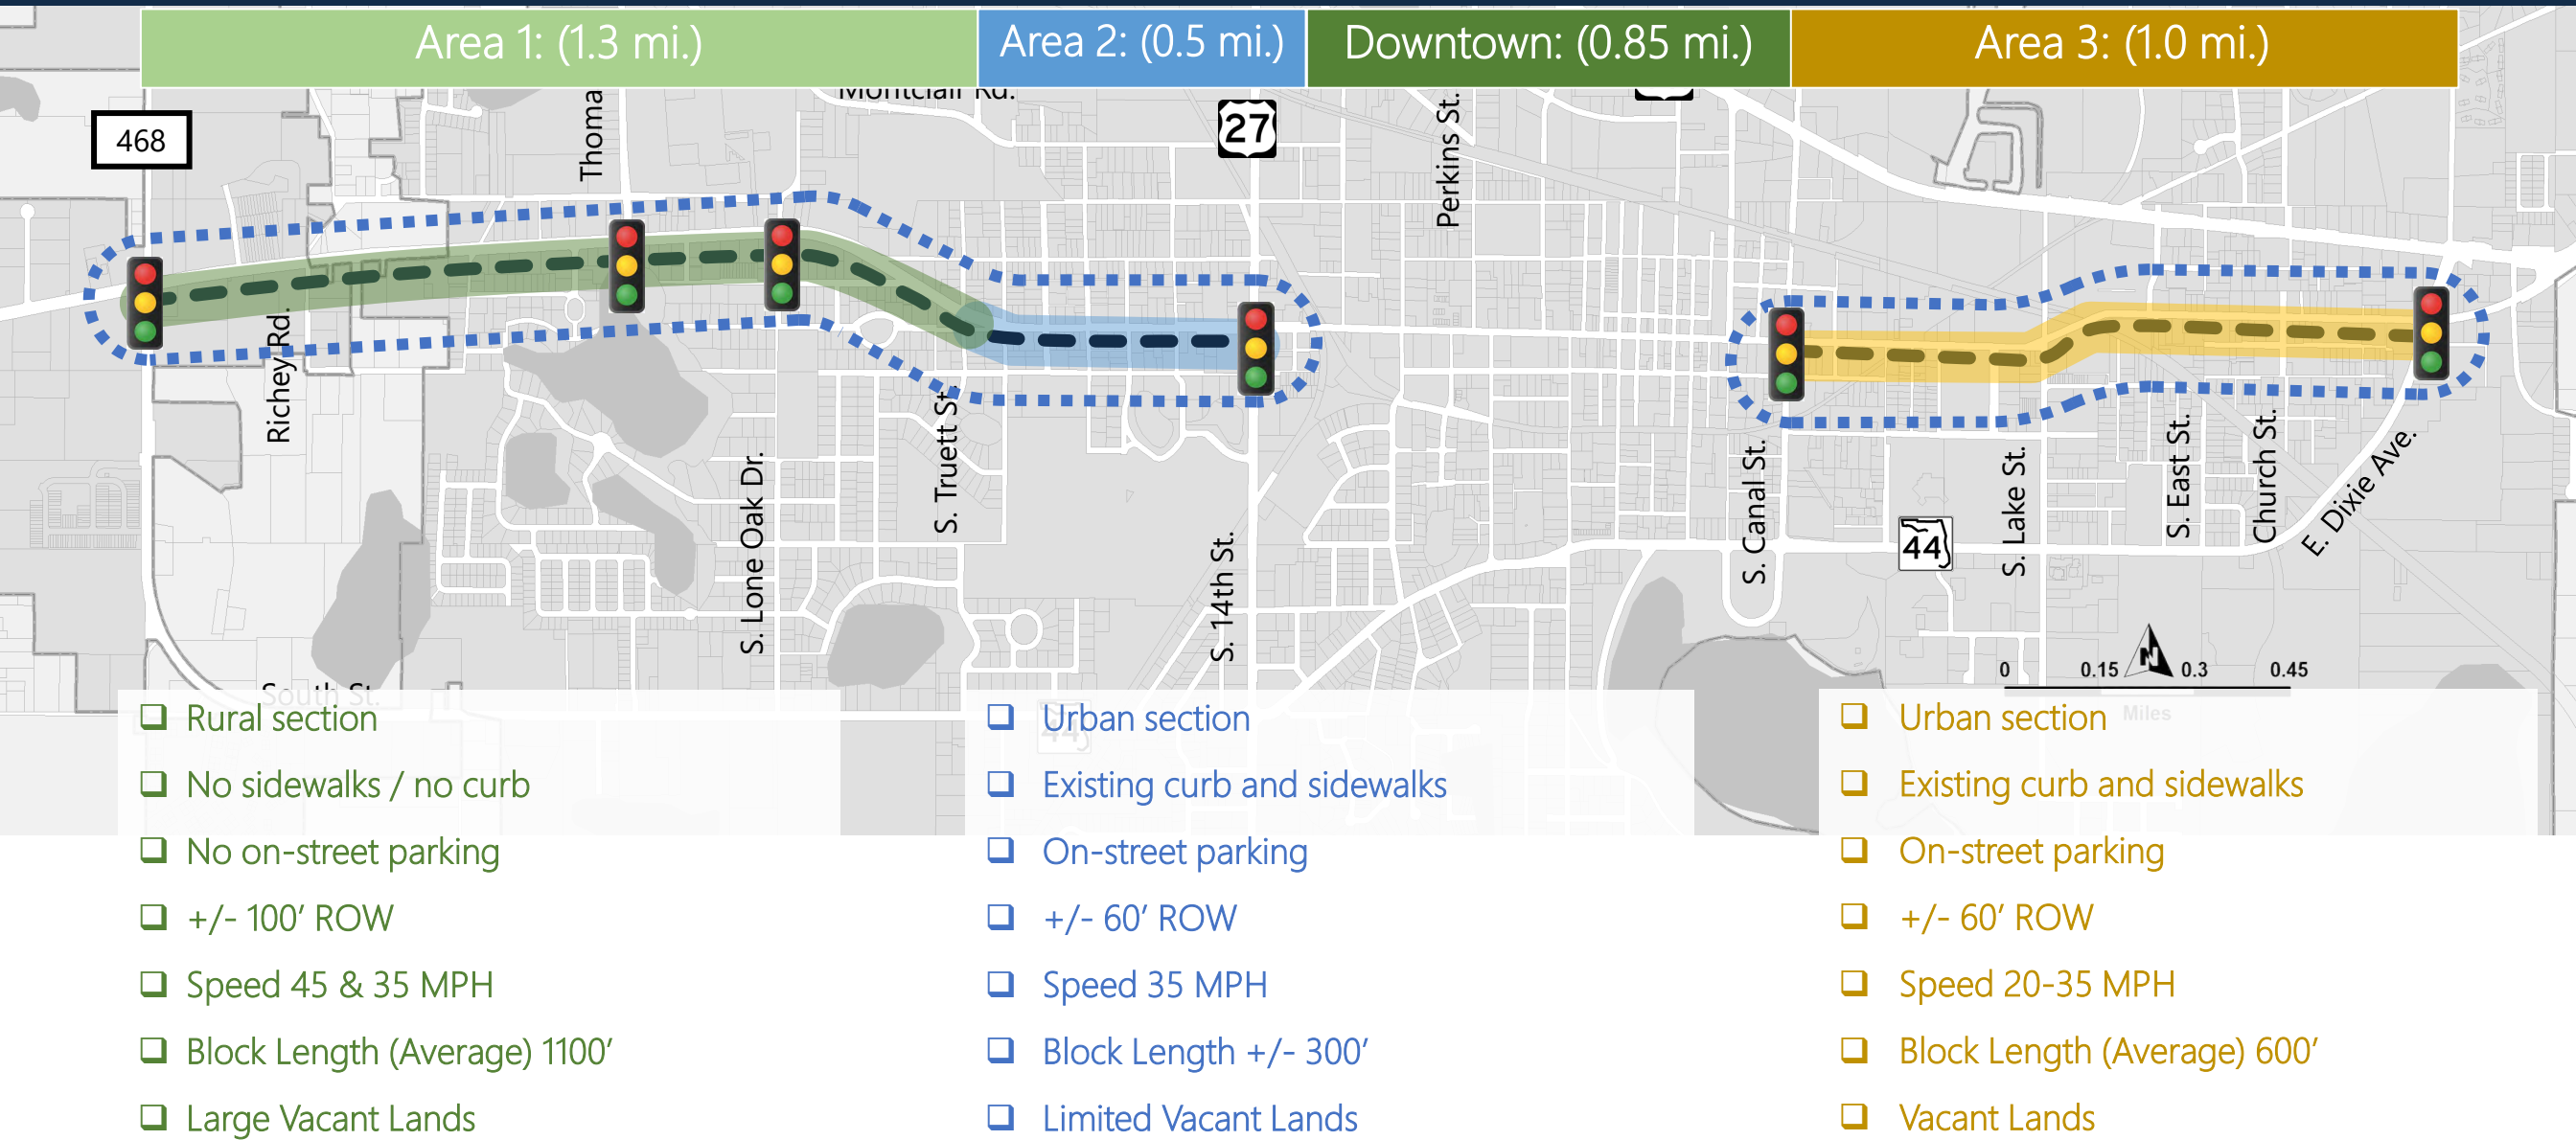 Area 1: (1.3 mi.)
Area 2: (0.5 mi.)
Downtown: (0.85 mi.)
Area 3: (1.0 mi.)
Montclair Rd.
468
Thoma
27
Perkins St.
Richey Rd.
S. Lone Oak Dr.
S. Truett St.
S. 14th St.
S. Canal St.
44
S. Lake St.
S. East St.
Church St.
E. Dixie Ave.
N
0 0.15 0.3 0.45
Miles
South St.
44
Rural section
No sidewalks / no curb
No on-street parking
+/- 100’ ROW
Speed 45 & 35 MPH
Block Length (Average) 1100’
Large Vacant Lands
Urban section
Existing curb and sidewalks
On-street parking
+/- 60’ ROW
Speed 35 MPH
Block Length +/- 300’
Limited Vacant Lands
Urban section
Existing curb and sidewalks
On-street parking
+/- 60’ ROW
Speed 20-35 MPH
Block Length (Average) 600’
Vacant Lands